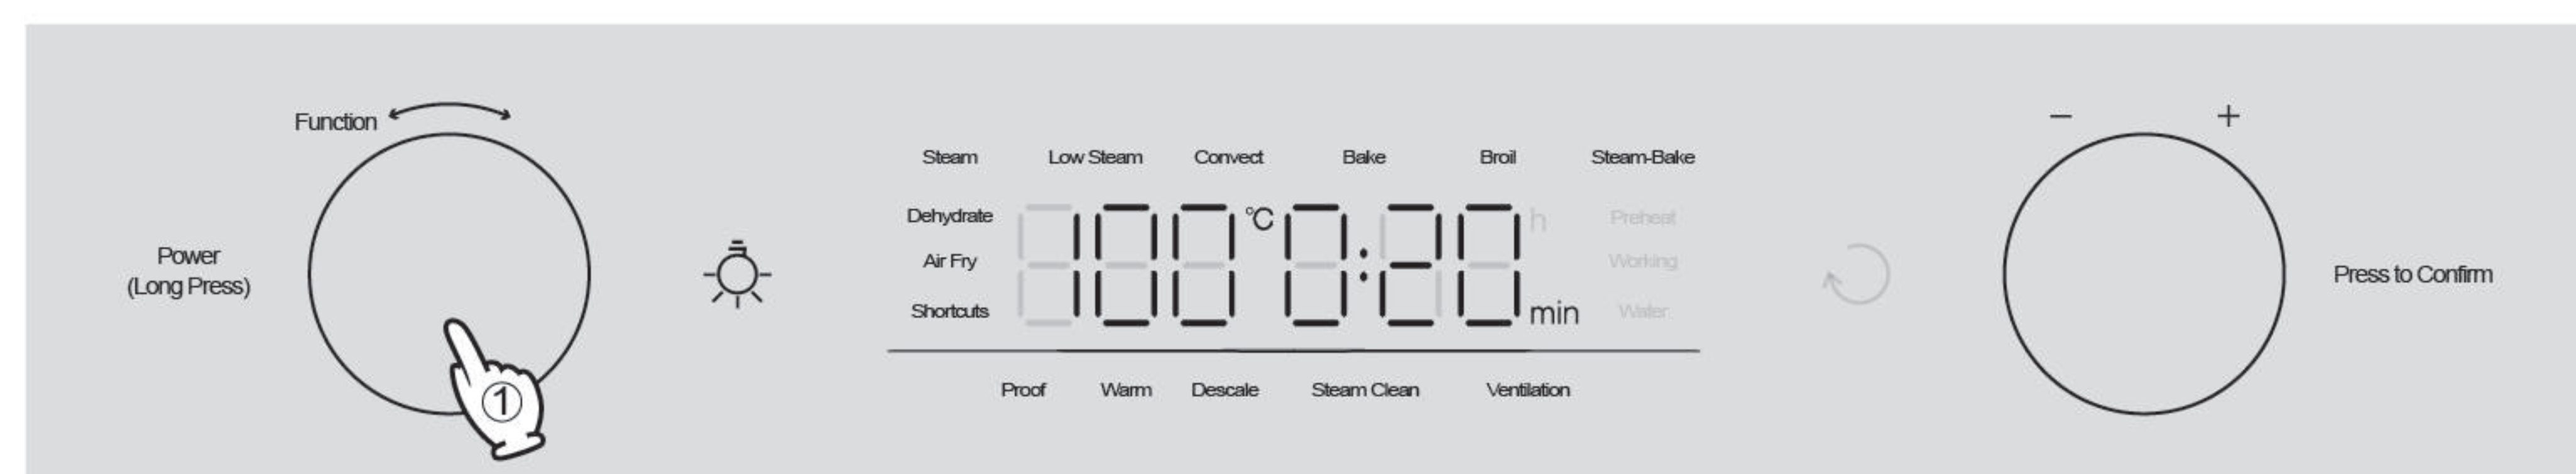 Function
Power
(Long Press)
①
Steam Low Steam Convect Bake Broil Steam-Bake
Dehydrate
Air Fry
Shortcuts
100 ℃ 0:20 h min
Preheat
Working
Water
Proof Warm Descale Steam Clean Ventilation
− +
Press to Confirm